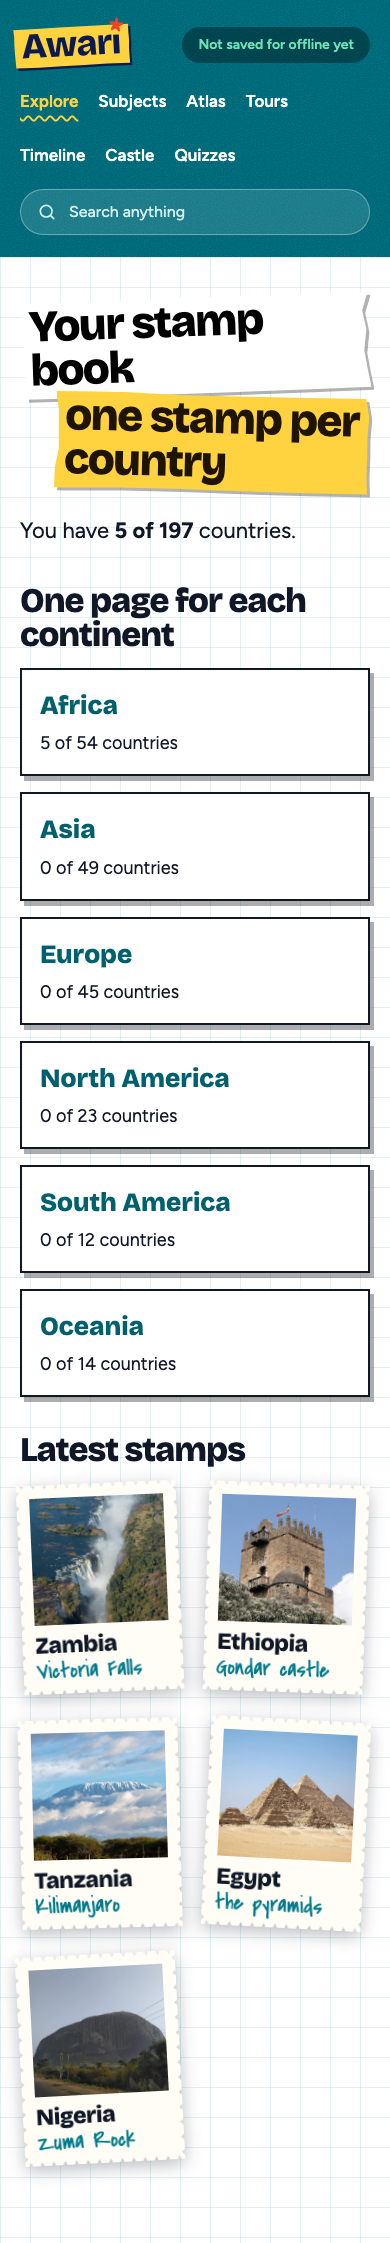 Awari
Not saved for offline yet
Explore Subjects Atlas Tours
Timeline Castle Quizzes
Search anything
Your stamp
book
one stamp per
country
You have 5 of 197 countries.
One page for each
continent
Africa
5 of 54 countries
Asia
0 of 49 countries
Europe
0 of 45 countries
North America
0 of 23 countries
South America
0 of 12 countries
Oceania
0 of 14 countries
Latest stamps
Zambia
Victoria Falls
Ethiopia
Gondar castle
Tanzania
Kilimanjaro
Egypt
the pyramids
Nigeria
Zuma Rock